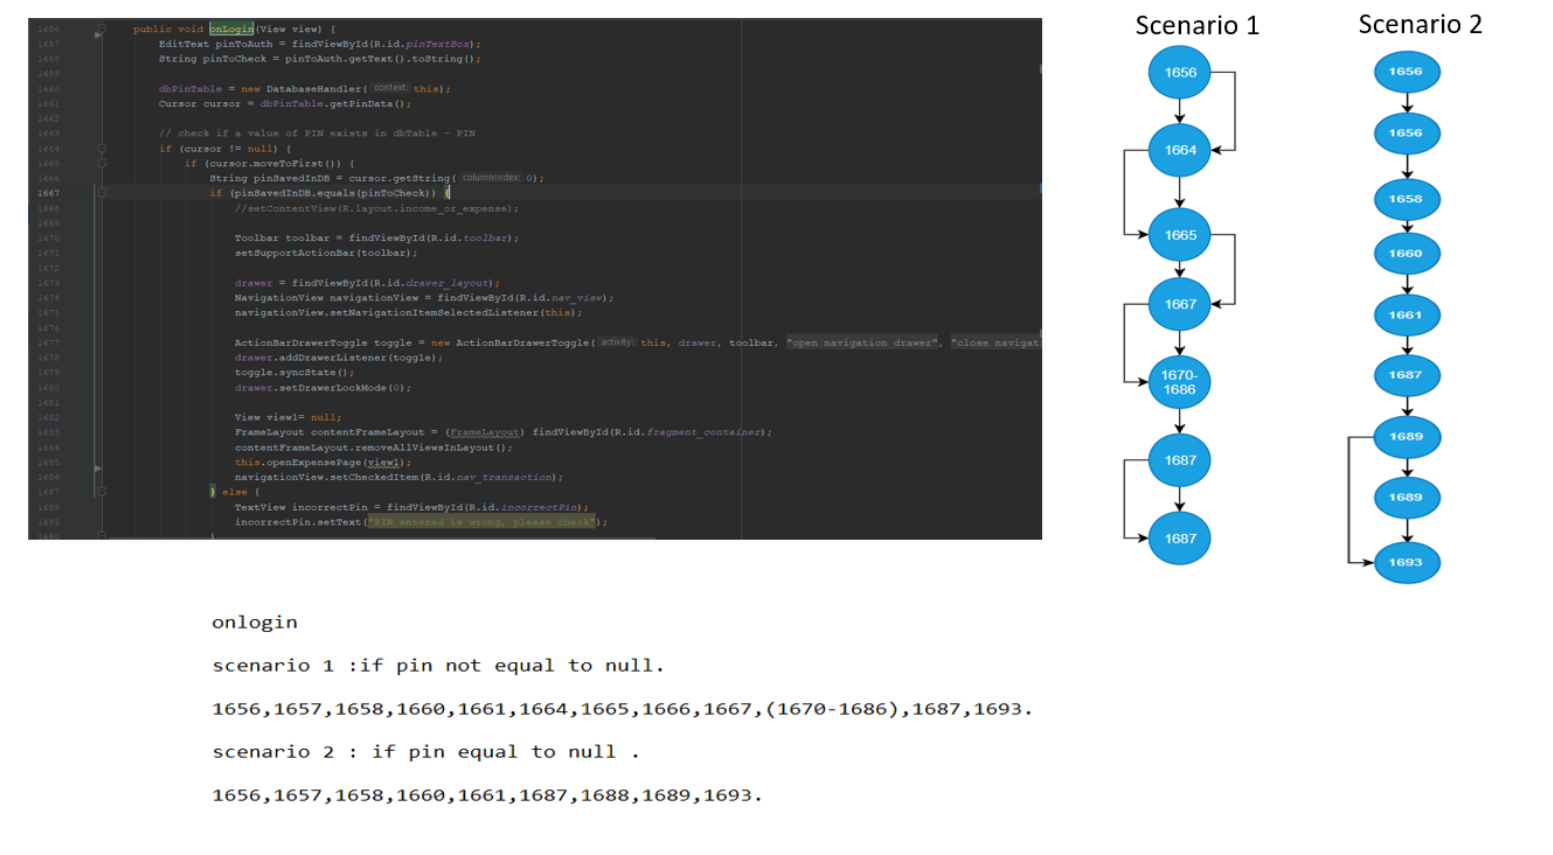 1656 public void onLogin(View view) {
1657 EditText pinToAuth = findViewById(R.id.pinTextBox);
1658 String pinToCheck = pinToAuth.getText().toString();
1659
1660 dbPinTable = new DatabaseHandler( context: this);
1661 Cursor cursor = dbPinTable.getPinData();
1662
1663 // check if a value of PIN exists in dbTable - PIN
1664 if (cursor != null) {
1665 if (cursor.moveToFirst()) {
1666 String pinSavedInDB = cursor.getString( columnIndex: 0);
1667 if (pinSavedInDB.equals(pinToCheck)) {
1668 //setContentView(R.layout.income_or_expense);
1669
1670 Toolbar toolbar = findViewById(R.id.toolbar);
1671 setSupportActionBar(toolbar);
1672
1673 drawer = findViewById(R.id.drawer_layout);
1674 NavigationView navigationView = findViewById(R.id.nav_view);
1675 navigationView.setNavigationItemSelectedListener(this);
1676
1677 ActionBarDrawerToggle toggle = new ActionBarDrawerToggle( activity: this, drawer, toolbar, "open navigation drawer", "close navigat
1678 drawer.addDrawerListener(toggle);
1679 toggle.syncState();
1680 drawer.setDrawerLockMode(0);
1681
1682 View view1= null;
1683 FrameLayout contentFrameLayout = (FrameLayout) findViewById(R.id.fragment_container);
1684 contentFrameLayout.removeAllViewsInLayout();
1685 this.openExpensePage(view1);
1686 navigationView.setCheckedItem(R.id.nav_transaction);
1687 } else {
1688 TextView incorrectPin = findViewById(R.id.incorrectPin);
1689 incorrectPin.setText("PIN entered is wrong, please check");
1690 }
Scenario 1
1656
1664
1665
1667
1670-
1686
1687
1687
Scenario 2
1656
1656
1658
1660
1661
1687
1689
1689
1693
onlogin
scenario 1 :if pin not equal to null.
1656,1657,1658,1660,1661,1664,1665,1666,1667,(1670-1686),1687,1693.
scenario 2 : if pin equal to null .
1656,1657,1658,1660,1661,1687,1688,1689,1693.